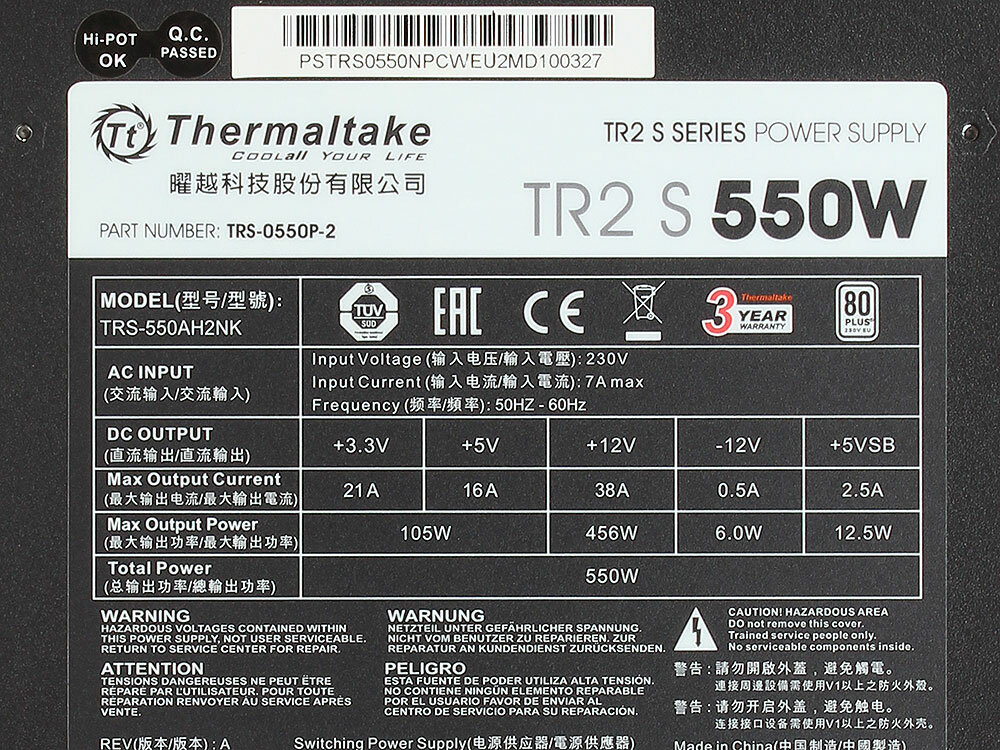 Hi-POT OK
Q.C. PASSED
PSTRS0550NPCWEU2MD100327
Tt® Thermaltake
COOLall YOUR LIFE
曜越科技股份有限公司
PART NUMBER: TRS-0550P-2
TR2 S SERIES POWER SUPPLY
TR2 S 550W
MODEL(型号/型號):
TRS-550AH2NK
TÜV
SUD
EAC
CE
Thermaltake
3 YEAR
WARRANTY
80
PLUS®
230V EU
AC INPUT
(交流输入/交流輸入)
Input Voltage (输入电压/輸入電壓): 230V
Input Current (输入电流/輸入電流): 7A max
Frequency (频率/頻率): 50HZ - 60Hz
DC OUTPUT
(直流输出/直流輸出)
+3.3V +5V +12V -12V +5VSB
Max Output Current
(最大输出电流/最大輸出電流)
21A 16A 38A 0.5A 2.5A
Max Output Power
(最大输出功率/最大輸出功率)
105W 456W 6.0W 12.5W
Total Power
(总输出功率/總輸出功率)
550W
WARNING
HAZARDOUS VOLTAGES CONTAINED WITHIN
THIS POWER SUPPLY, NOT USER SERVICEABLE.
RETURN TO SERVICE CENTER FOR REPAIR.
ATTENTION
TENSIONS DANGEREUSES NE PEUT ËTRE
RÉPARÉ PAR L'UTILISATEUR. POUR TOUTE
RÉPARATION RENVOYER AU SERVICE APRÈS
VENTE.
WARNUNG
NETZTEIL UNTER GEFÄHRLICHER SPANNUNG.
NICHT VOM BENUTZER ZU REPARIEREN. ZUR
REPARATUR AN KUNDENDIENST ZURÜCKSENDEN.
PELIGRO
ESTA FUENTE DE PODER UTILIZA ALTA TENSIÓN.
NO CONTIENE NINGÚN ELEMENTO REPARABLE
POR EL USUARIO FAVOR DE ENVIAR AL
CENTRO DE SERVICIO PARA SU REPARACIÓN.
CAUTION! HAZARDOUS AREA
DO not remove this cover.
Trained service people only.
No serviceable components inside.
警告 : 請勿開啟外蓋，避免觸電。
連接周邊設備需使用V1以上之防火外殼。
警告 : 请勿开启外盖，避免触电。
连接接口设备需使用V1以上之防火外壳。
REV(版本/版本) : A
Switching Power Supply(电源供应器/電源供應器)
Made in China(中国制造/中國製造)